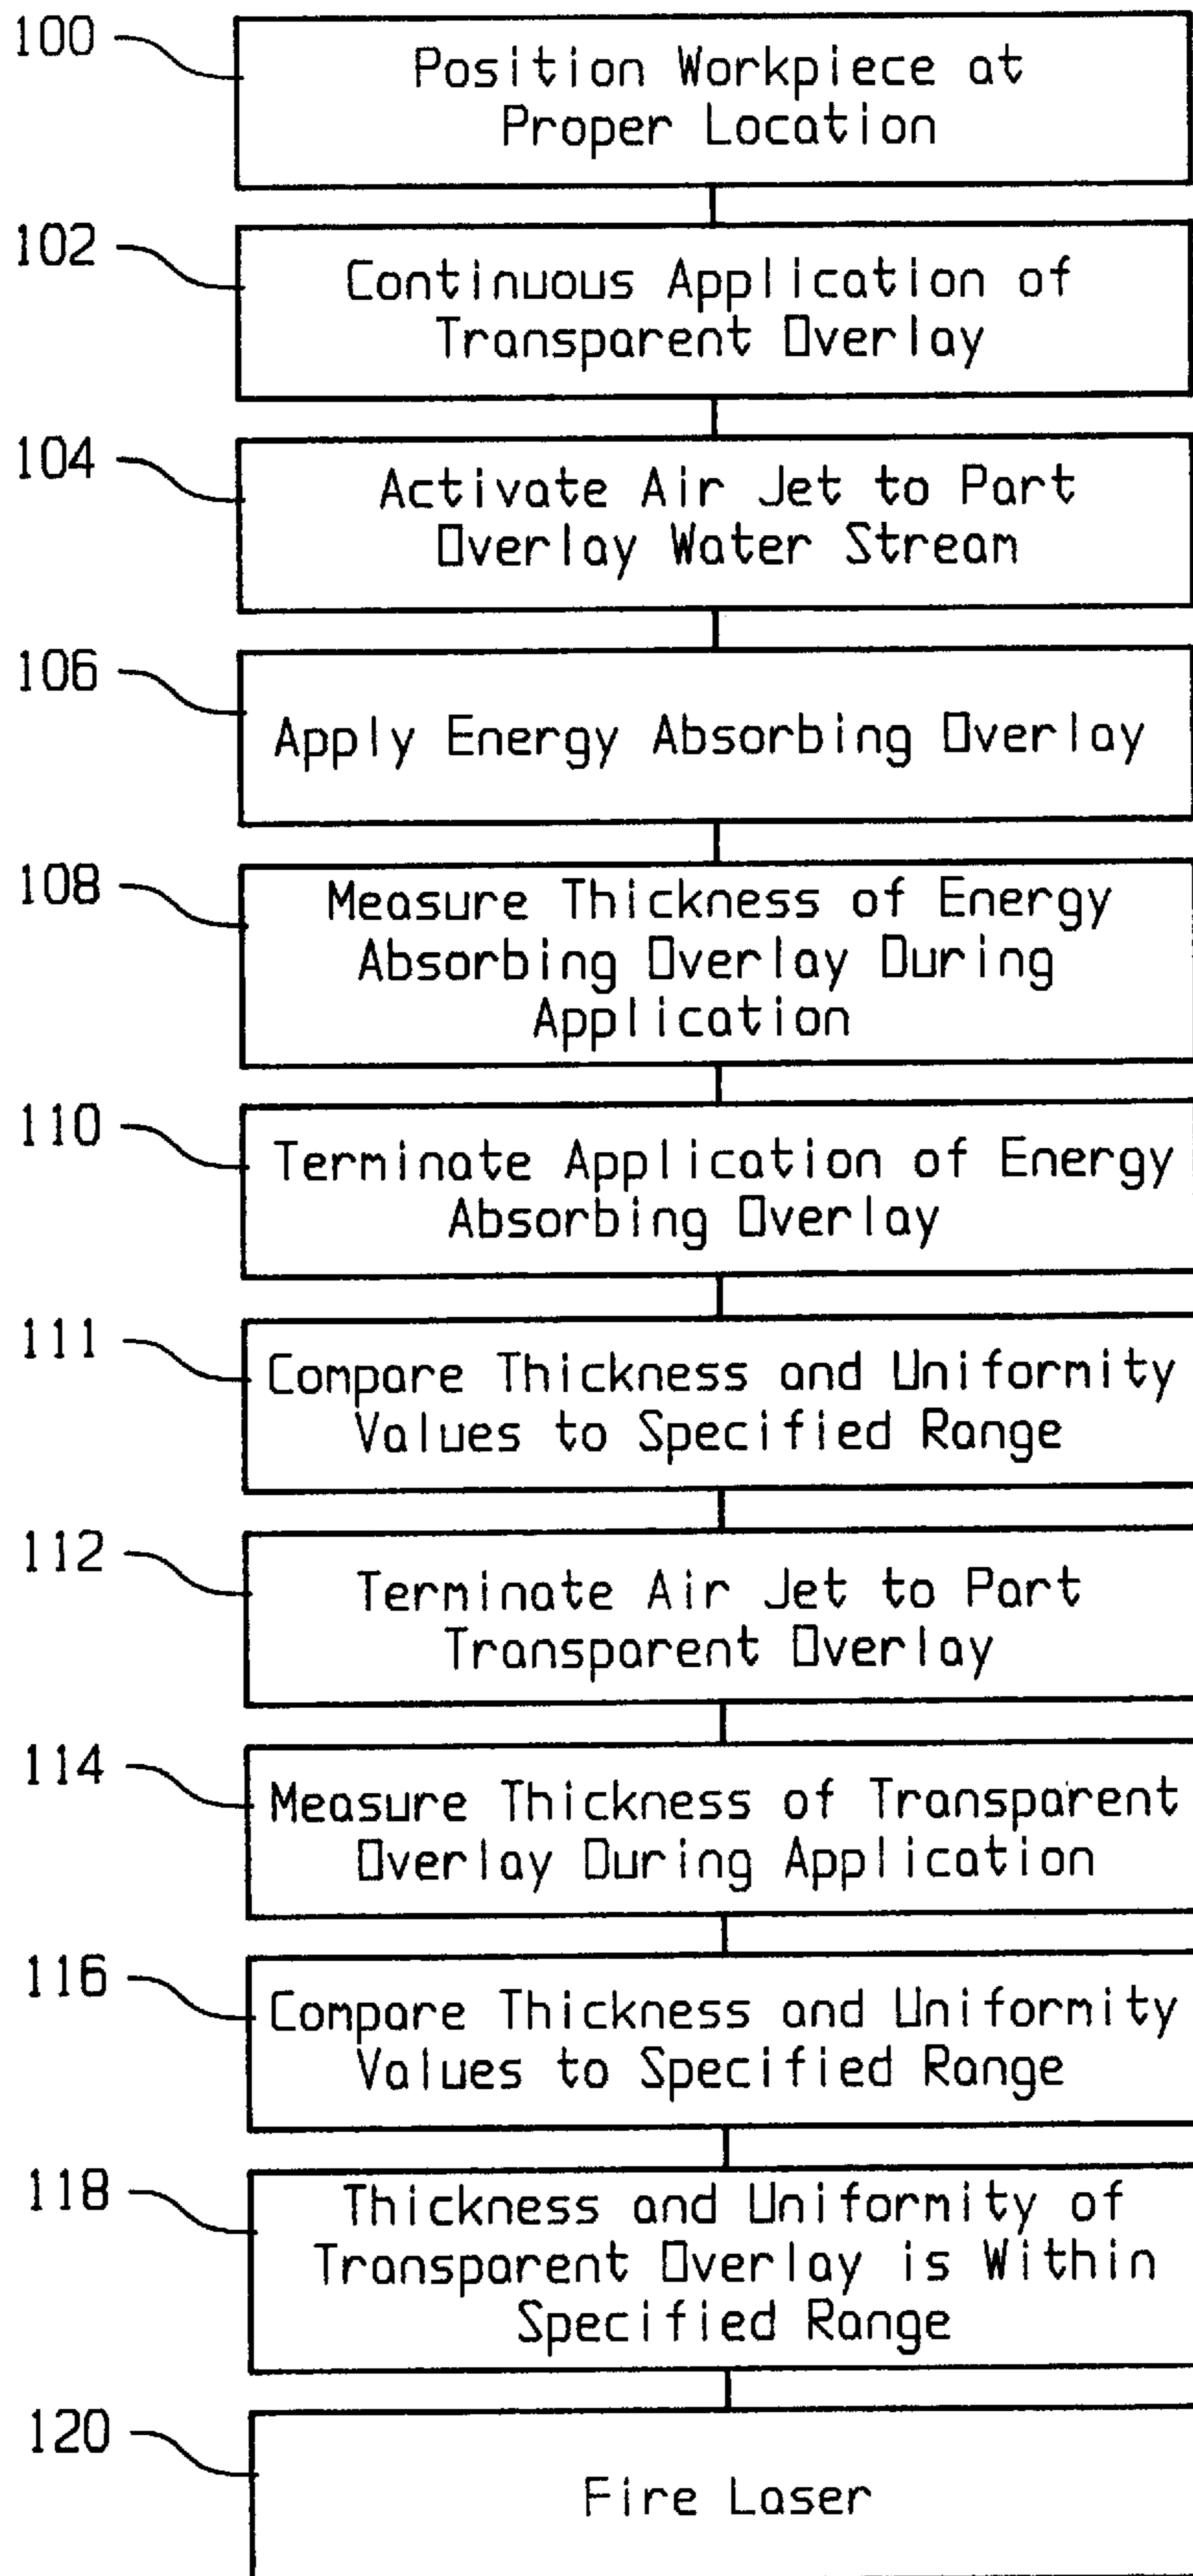 100
Position Workpiece at
Proper Location
102
Continuous Application of
Transparent Overlay
104
Activate Air Jet to Part
Overlay Water Stream
106
Apply Energy Absorbing Overlay
108
Measure Thickness of Energy
Absorbing Overlay During
Application
110
Terminate Application of Energy
Absorbing Overlay
111
Compare Thickness and Uniformity
Values to Specified Range
112
Terminate Air Jet to Part
Transparent Overlay
114
Measure Thickness of Transparent
Overlay During Application
116
Compare Thickness and Uniformity
Values to Specified Range
118
Thickness and Uniformity of
Transparent Overlay is Within
Specified Range
120
Fire Laser